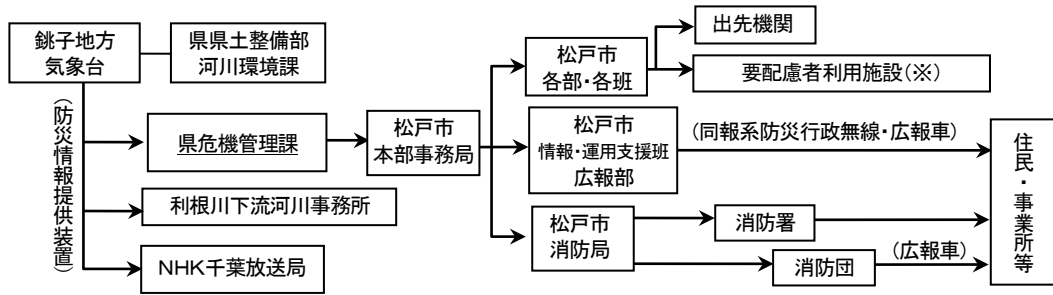 銚子地方
気象台
県県土整備部
河川環境課
(防災情報提供装置)
県危機管理課
利根川下流河川事務所
NHK千葉放送局
松戸市
本部事務局
松戸市
各部・各班
出先機関
要配慮者利用施設(※)
松戸市
情報・運用支援班
広報部
(同報系防災行政無線・広報車)
松戸市
消防局
消防署
消防団
(広報車)
住民・事業所等